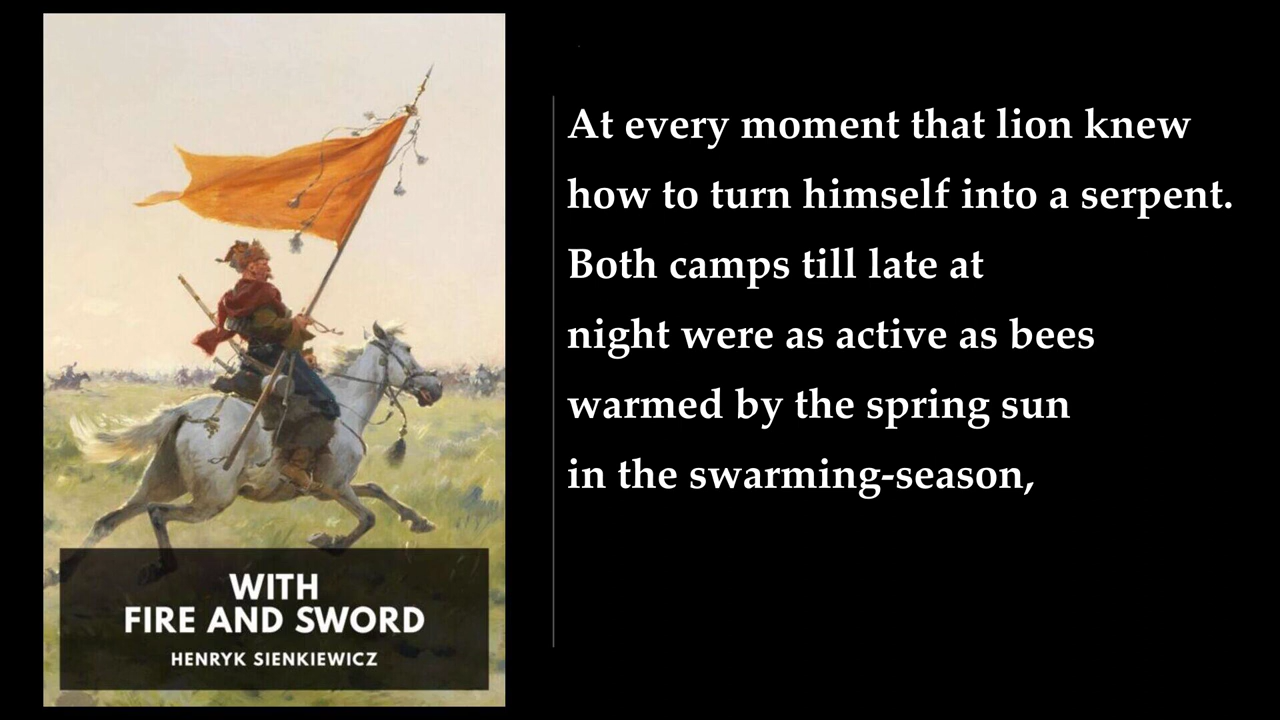 At every moment that lion knew
how to turn himself into a serpent.
Both camps till late at
night were as active as bees
warmed by the spring sun
in the swarming-season,
WITH
FIRE AND SWORD
HENRYK SIENKIEWICZ